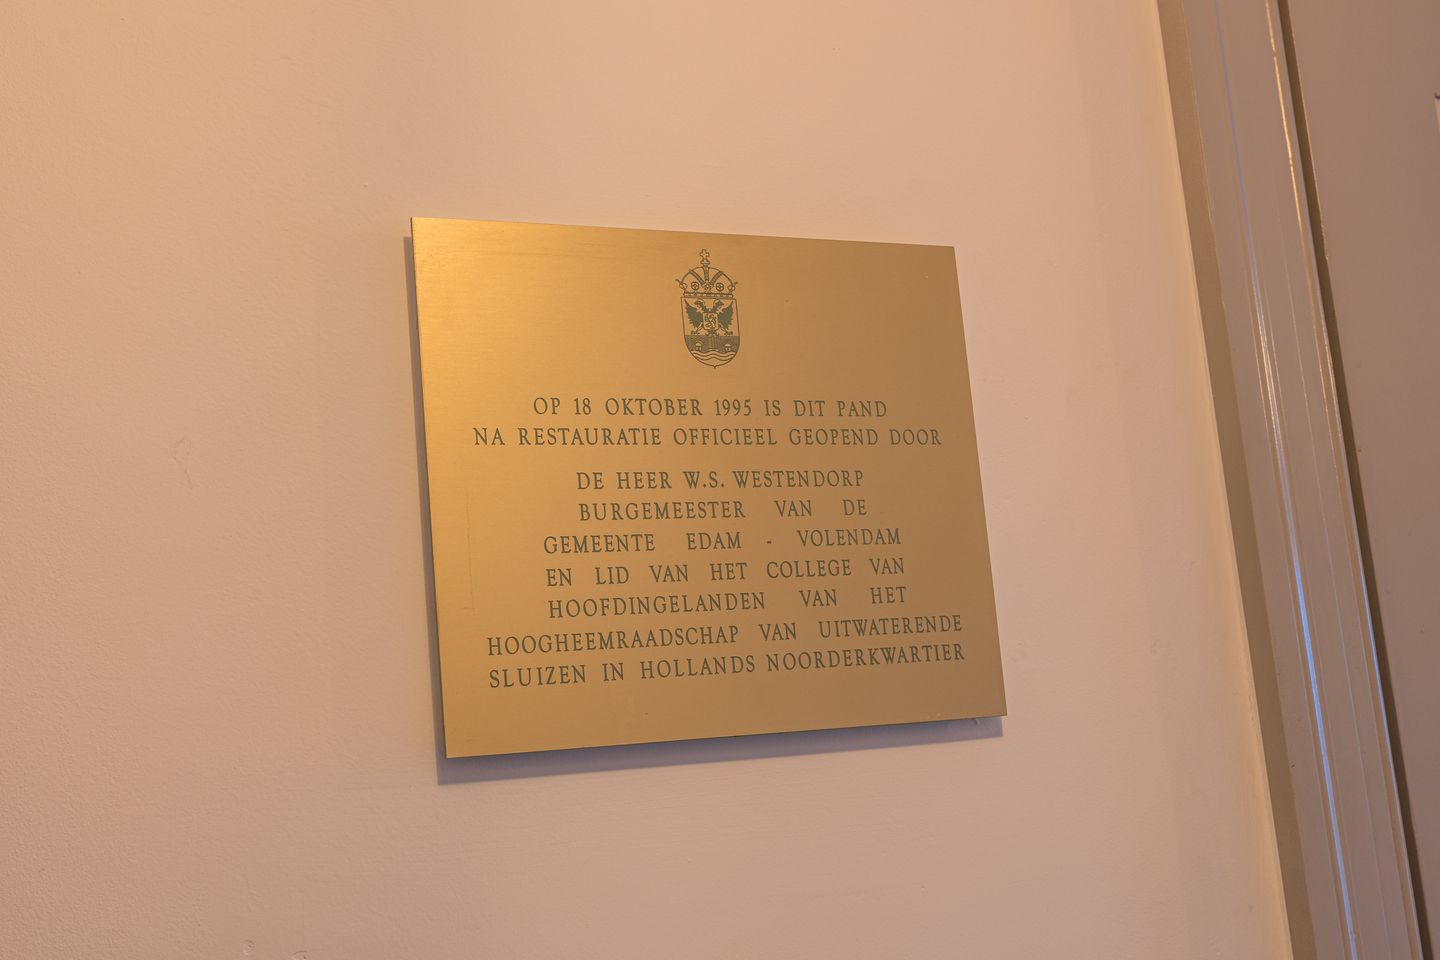 OP 18 OKTOBER 1995 IS DIT PAND
NA RESTAURATIE OFFICIEEL GEOPEND DOOR
DE HEER W.S. WESTENDORP
BURGEMEESTER VAN DE
GEMEENTE EDAM - VOLENDAM
EN LID VAN HET COLLEGE VAN
HOOFDINGELANDEN VAN HET
HOOGHEEMRAADSCHAP VAN UITWATERENDE
SLUIZEN IN HOLLANDS NOORDERKWARTIER